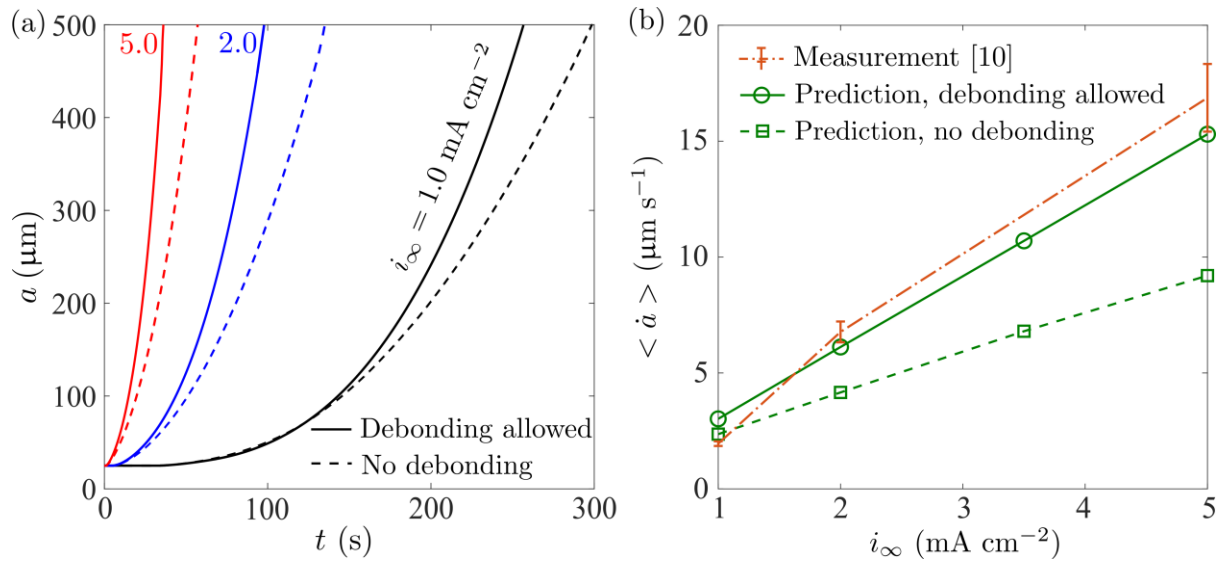 (a)
500
400
300
200
100
0
a (μm)
5.0
2.0
i∞ = 1.0 mA cm−2
Debonding allowed
No debonding
0 100 200 300
t (s)
(b)
20
15
10
5
0
< ȧ > (μm s−1)
Measurement [10]
Prediction, debonding allowed
Prediction, no debonding
1 2 3 4 5
i∞ (mA cm−2)